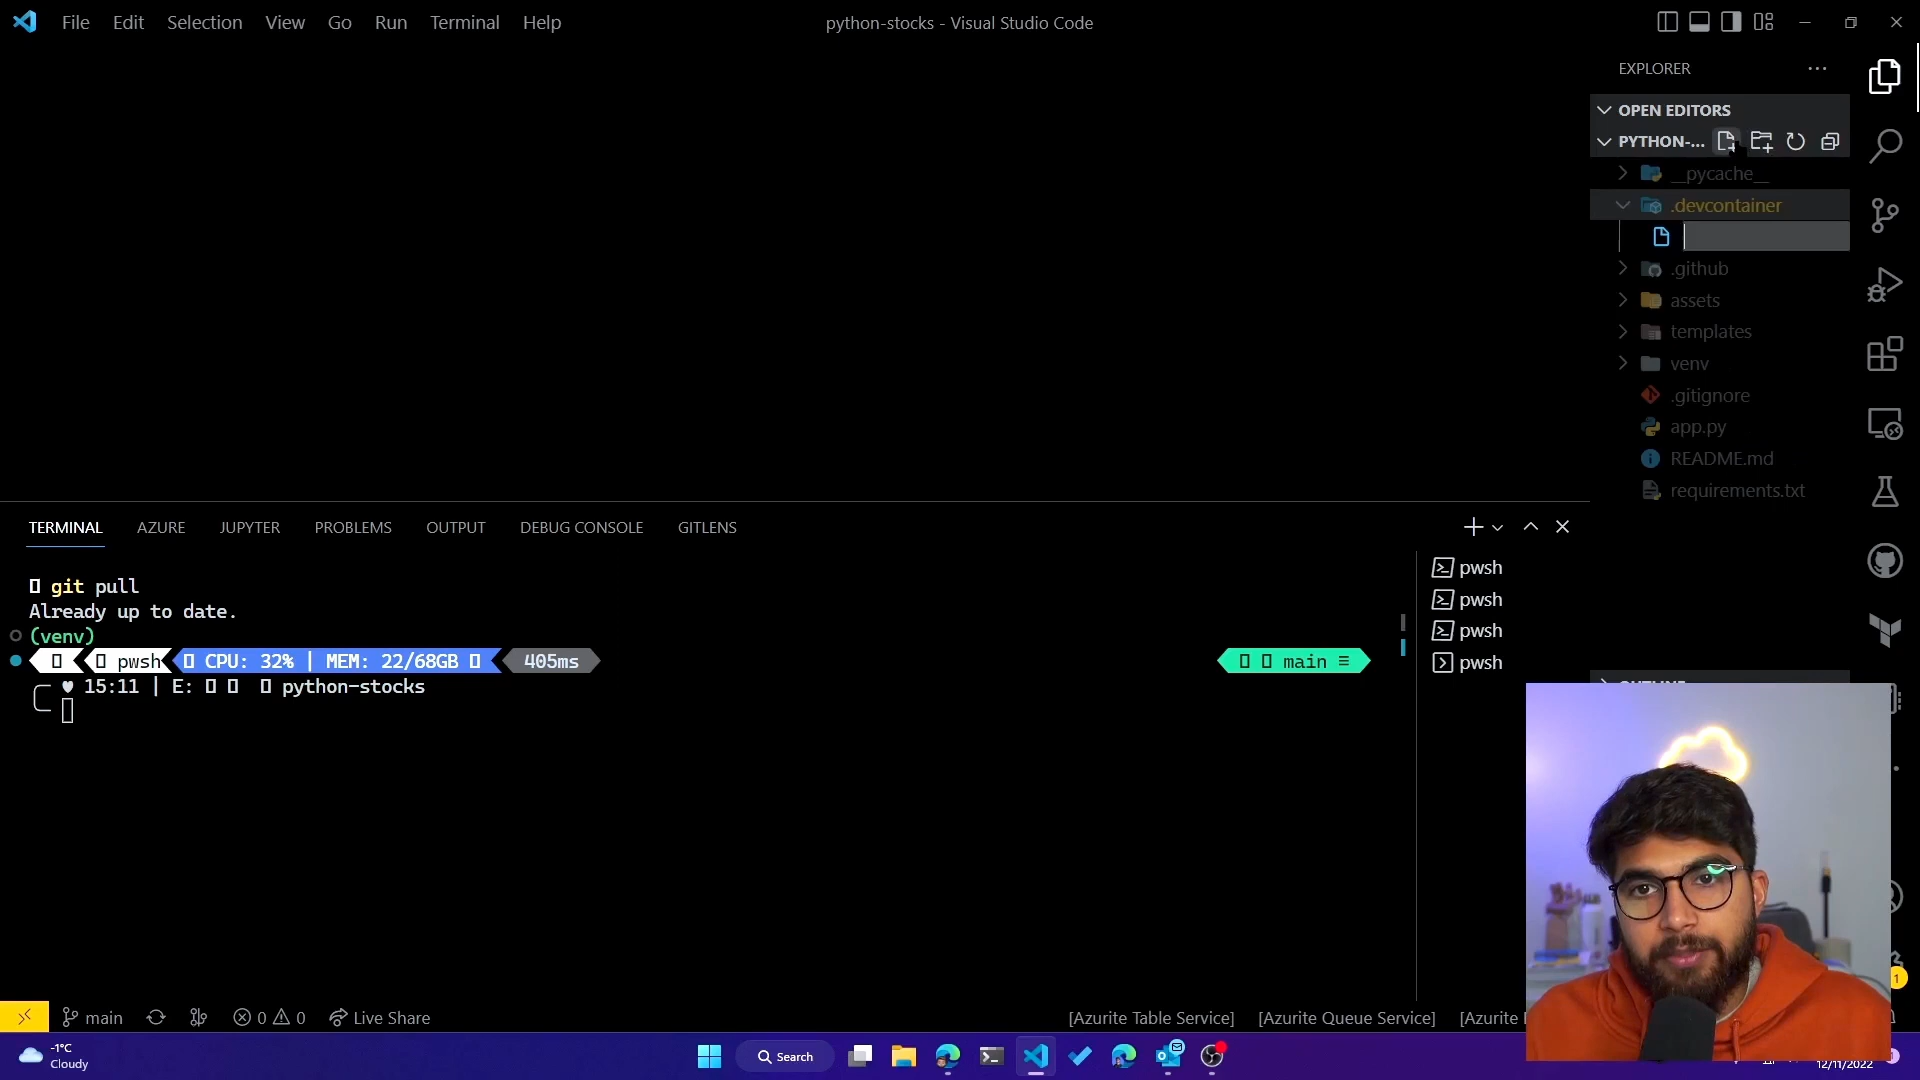 File Edit Selection View Go Run Terminal Help
python-stocks - Visual Studio Code
EXPLORER
OPEN EDITORS
PYTHON-...
__pycache__
.devcontainer
.github
assets
templates
venv
.gitignore
app.py
README.md
requirements.txt
TERMINAL AZURE JUPYTER PROBLEMS OUTPUT DEBUG CONSOLE GITLENS
git pull
Already up to date.
(venv)
pwsh CPU: 32% | MEM: 22/68GB 405ms main ≡
♥ 15:11 | E: python-stocks
pwsh
pwsh
pwsh
pwsh
main 0 0 Live Share [Azurite Table Service] [Azurite Queue Service] [Azurite
1
-1°C
Cloudy
Search
12/11/2022